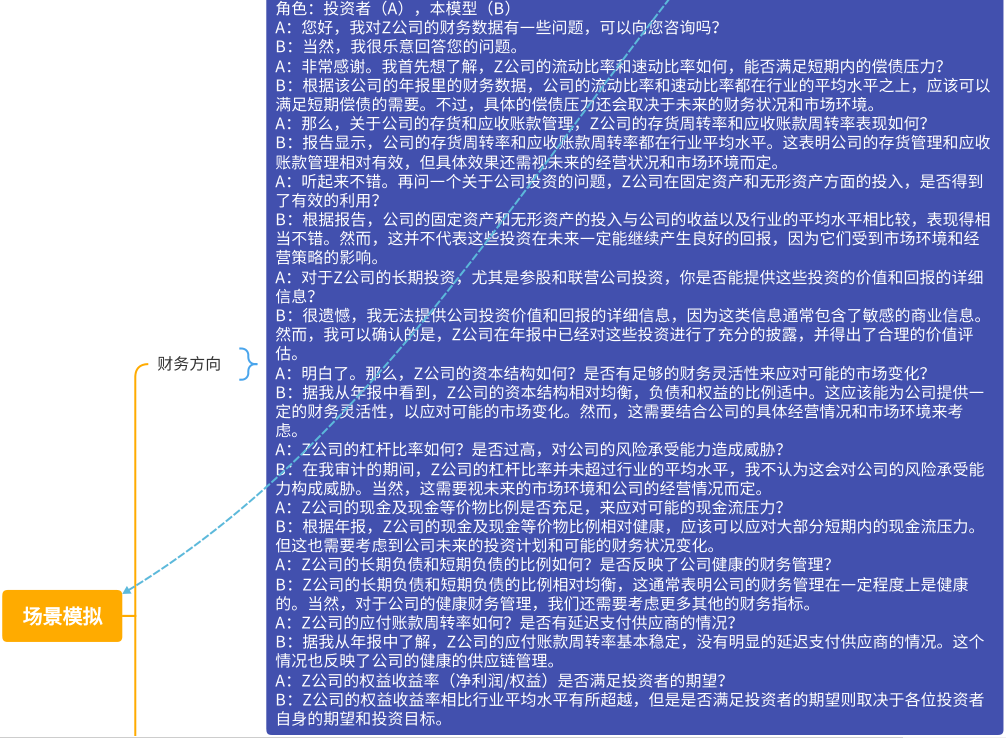 角色：投资者（A），本模型（B）
A：您好，我对Z公司的财务数据有一些问题，可以向您咨询吗？
B：当然，我很乐意回答您的问题。
A：非常感谢。我首先想了解，Z公司的流动比率和速动比率如何，能否满足短期内的偿债压力？
B：根据该公司的年报里的财务数据，公司的流动比率和速动比率都在行业的平均水平之上，应该可以
满足短期偿债的需要。不过，具体的偿债压力还会取决于未来的财务状况和市场环境。
A：那么，关于公司的存货和应收账款管理，Z公司的存货周转率和应收账款周转率表现如何？
B：报告显示，公司的存货周转率和应收账款周转率都在行业平均水平。这表明公司的存货管理和应收
账款管理相对有效，但具体效果还需视未来的经营状况和市场环境而定。
A：听起来不错。再问一个关于公司投资的问题，Z公司在固定资产和无形资产方面的投入，是否得到
了有效的利用？
B：根据报告，公司的固定资产和无形资产的投入与公司的收益以及行业的平均水平相比较，表现得相
当不错。然而，这并不代表这些投资在未来一定能继续产生良好的回报，因为它们受到市场环境和经
营策略的影响。
A：对于Z公司的长期投资，尤其是参股和联营公司投资，你是否能提供这些投资的价值和回报的详细
信息？
B：很遗憾，我无法提供公司投资价值和回报的详细信息，因为这类信息通常包含了敏感的商业信息。
然而，我可以确认的是，Z公司在年报中已经对这些投资进行了充分的披露，并得出了合理的价值评
估。
A：明白了。那么，Z公司的资本结构如何？是否有足够的财务灵活性来应对可能的市场变化？
B：据我从年报中看到，Z公司的资本结构相对均衡，负债和权益的比例适中。这应该能为公司提供一
定的财务灵活性，以应对可能的市场变化。然而，这需要结合公司的具体经营情况和市场环境来考
虑。
A：Z公司的杠杆比率如何？是否过高，对公司的风险承受能力造成威胁？
B：在我审计的期间，Z公司的杠杆比率并未超过行业的平均水平，我不认为这会对公司的风险承受能
力构成威胁。当然，这需要视未来的市场环境和公司的经营情况而定。
A：Z公司的现金及现金等价物比例是否充足，来应对可能的现金流压力？
B：根据年报，Z公司的现金及现金等价物比例相对健康，应该可以应对大部分短期内的现金流压力。
但这也需要考虑到公司未来的投资计划和可能的财务状况变化。
A：Z公司的长期负债和短期负债的比例如何？是否反映了公司健康的财务管理？
B：Z公司的长期负债和短期负债的比例相对均衡，这通常表明公司的财务管理在一定程度上是健康
的。当然，对于公司的健康财务管理，我们还需要考虑更多其他的财务指标。
A：Z公司的应付账款周转率如何？是否有延迟支付供应商的情况？
B：据我从年报中了解，Z公司的应付账款周转率基本稳定，没有明显的延迟支付供应商的情况。这个
情况也反映了公司的健康的供应链管理。
A：Z公司的权益收益率（净利润/权益）是否满足投资者的期望？
B：Z公司的权益收益率相比行业平均水平有所超越，但是是否满足投资者的期望则取决于各位投资者
自身的期望和投资目标。
财务方向
场景模拟